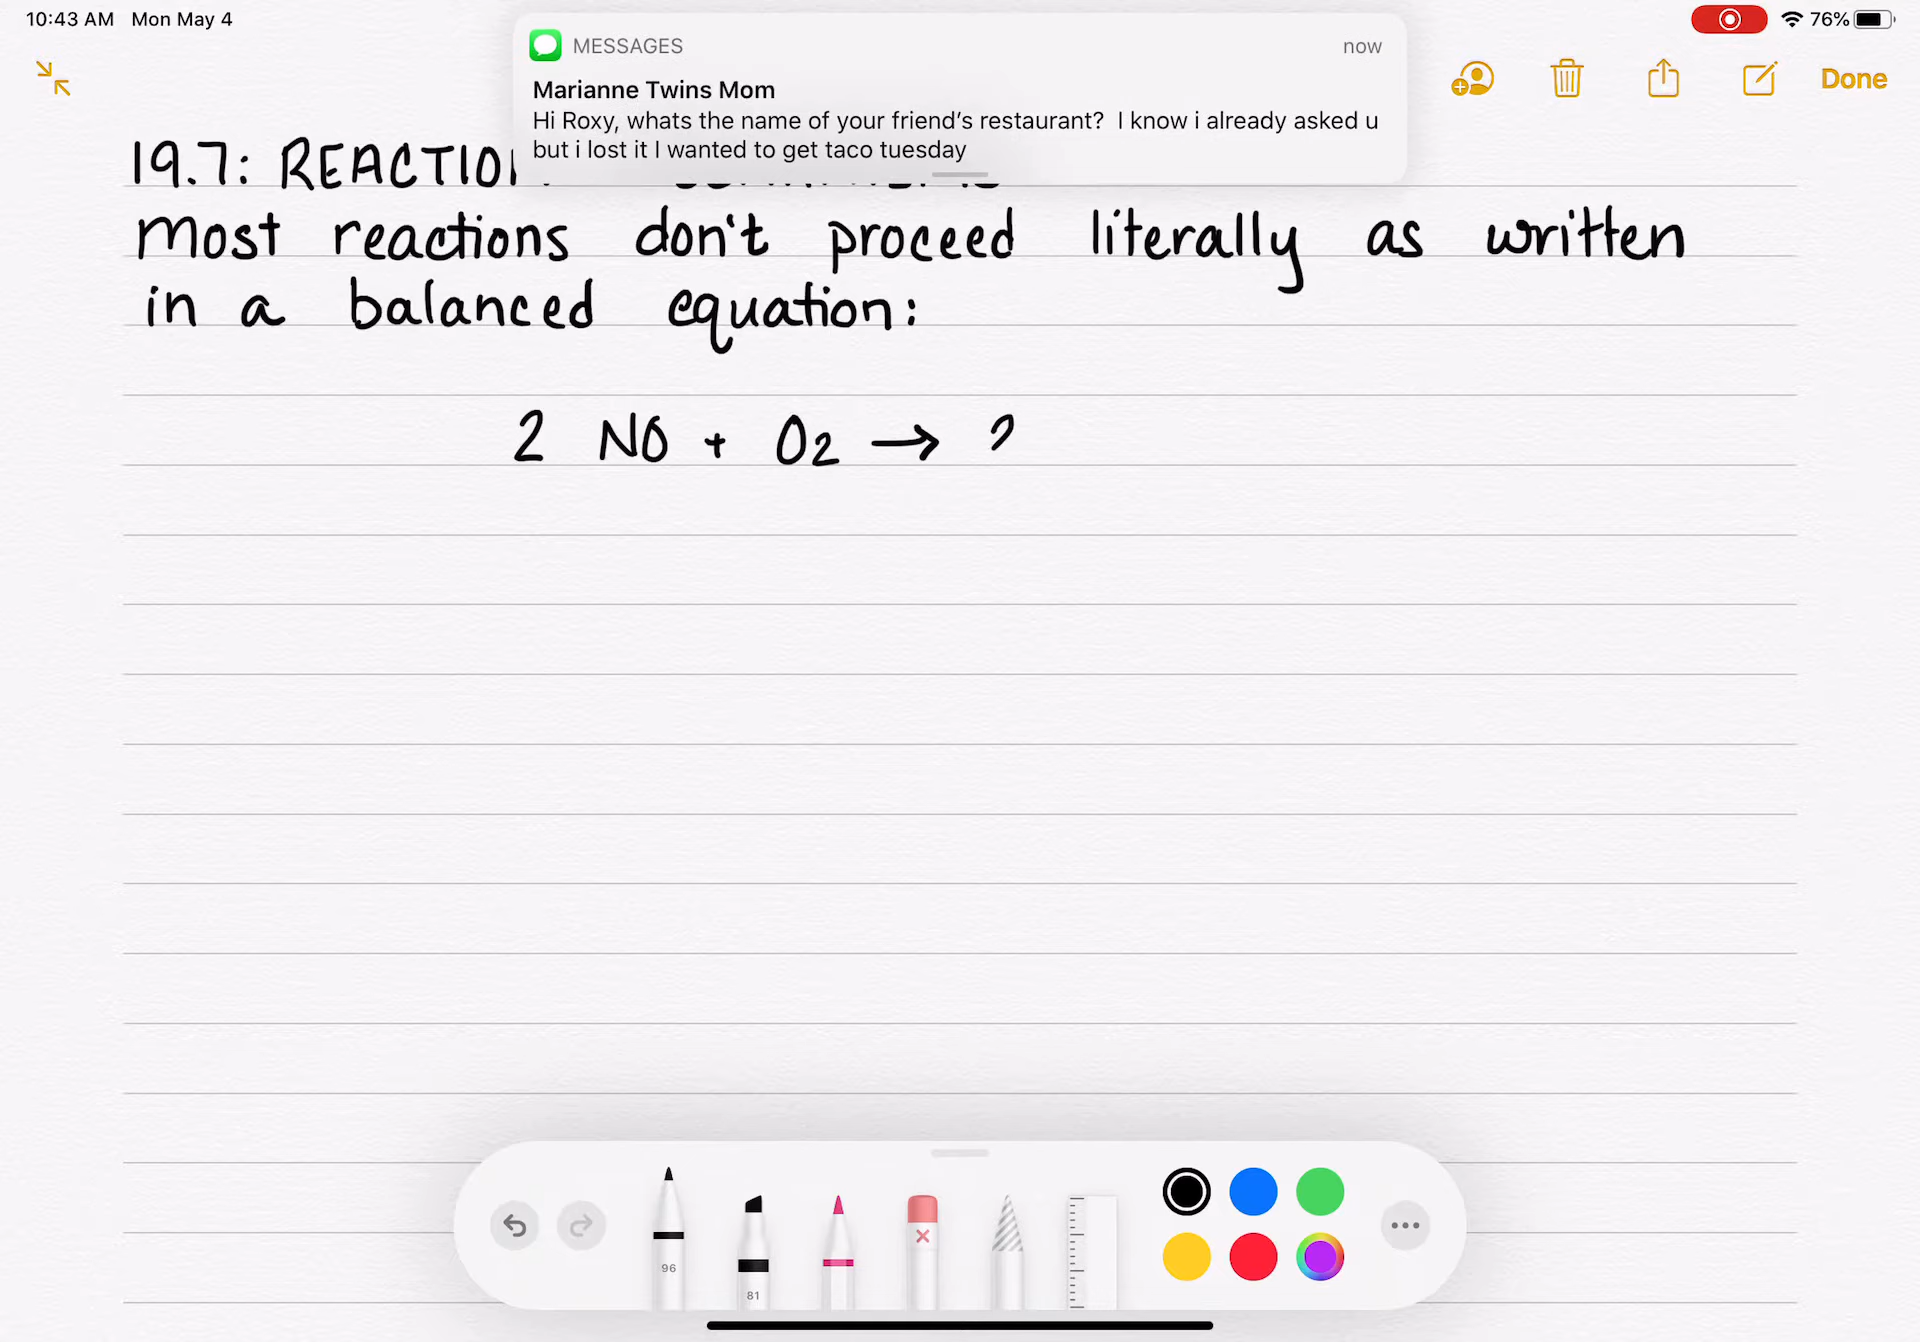 10:43 AM Mon May 4
76%
MESSAGES now
Marianne Twins Mom
Hi Roxy, whats the name of your friend's restaurant? I know i already asked u
but i lost it I wanted to get taco tuesday
Done
19.7:
most reactions don't proceed literally as written
in a balanced equation:
2 NO + O2 →
96
81